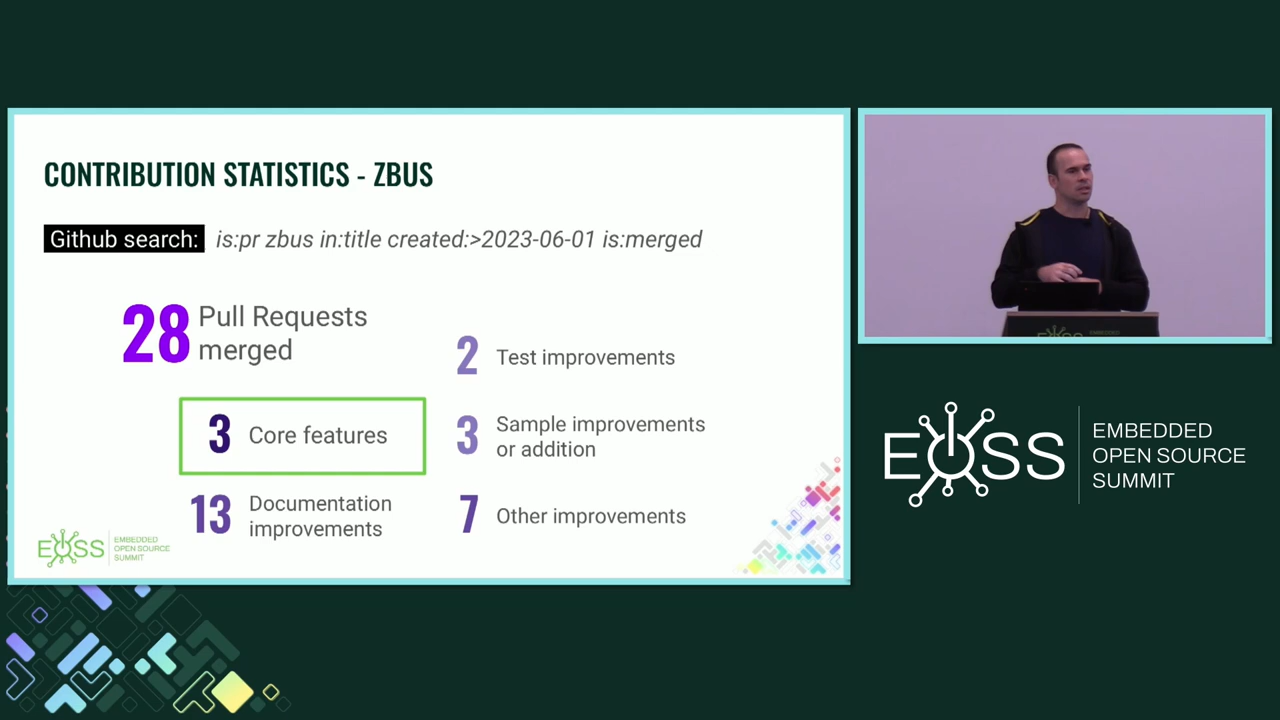 CONTRIBUTION STATISTICS - ZBUS
Github search: is:pr zbus in:title created:>2023-06-01 is:merged
28 Pull Requests
merged
3 Core features
13 Documentation
improvements
2 Test improvements
3 Sample improvements
or addition
7 Other improvements
EOSS EMBEDDED
OPEN SOURCE
SUMMIT
EOSS EMBEDDED
OPEN SOURCE
SUMMIT